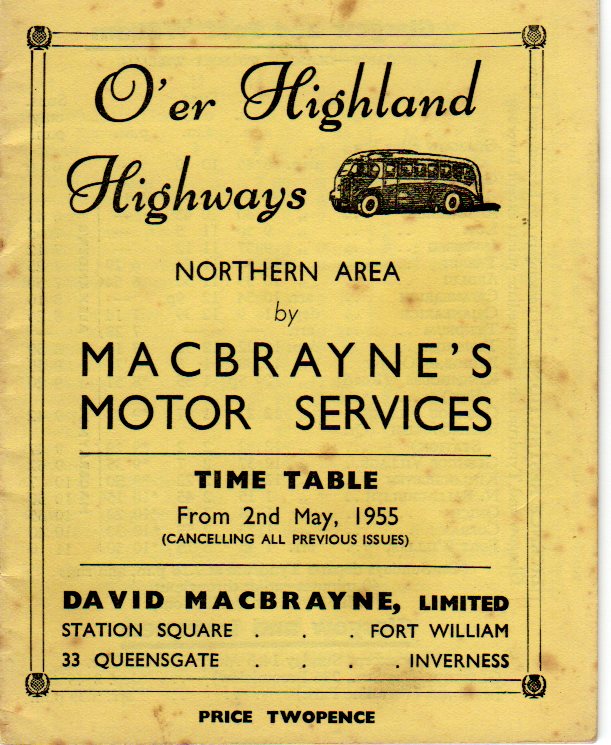 O'er Highland
Highways
NORTHERN AREA
by
MACBRAYNE'S
MOTOR SERVICES
TIME TABLE
From 2nd May, 1955
(CANCELLING ALL PREVIOUS ISSUES)
DAVID MACBRAYNE, LIMITED
STATION SQUARE . . . FORT WILLIAM
33 QUEENSGATE . . . . INVERNESS
PRICE TWOPENCE